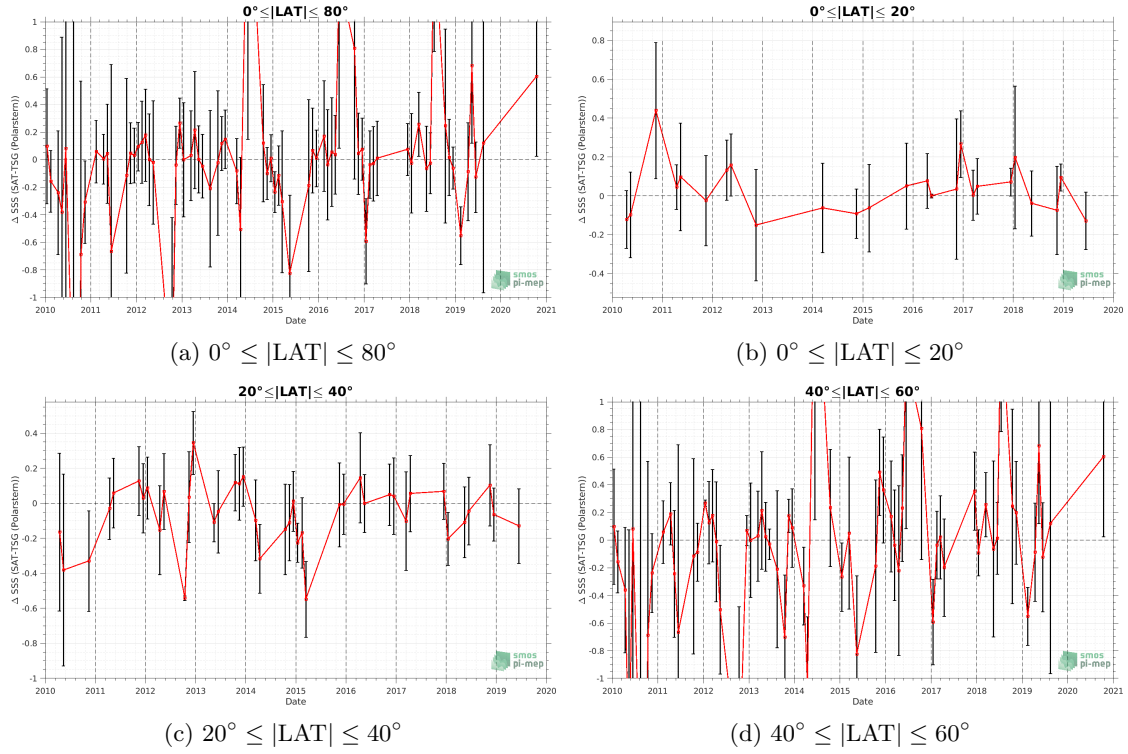 0°≤|LAT|≤ 80°
Δ SSS (SAT-TSG (Polarstern))
1
0.8
0.6
0.4
0.2
0
-0.2
-0.4
-0.6
-0.8
-1
2010 2011 2012 2013 2014 2015 2016 2017 2018 2019 2020 2021
Date
smos
pi-mep
(a) 0° ≤ |LAT| ≤ 80°
0°≤|LAT|≤ 20°
Δ SSS (SAT-TSG (Polarstern))
0.8
0.6
0.4
0.2
0
-0.2
-0.4
2010 2011 2012 2013 2014 2015 2016 2017 2018 2019 2020
Date
smos
pi-mep
(b) 0° ≤ |LAT| ≤ 20°
20°≤|LAT|≤ 40°
Δ SSS (SAT-TSG (Polarstern))
0.4
0.2
0
-0.2
-0.4
-0.6
-0.8
-1
2010 2011 2012 2013 2014 2015 2016 2017 2018 2019 2020
Date
smos
pi-mep
(c) 20° ≤ |LAT| ≤ 40°
40°≤|LAT|≤ 60°
Δ SSS (SAT-TSG (Polarstern))
1
0.8
0.6
0.4
0.2
0
-0.2
-0.4
-0.6
-0.8
-1
2010 2011 2012 2013 2014 2015 2016 2017 2018 2019 2020 2021
Date
smos
pi-mep
(d) 40° ≤ |LAT| ≤ 60°